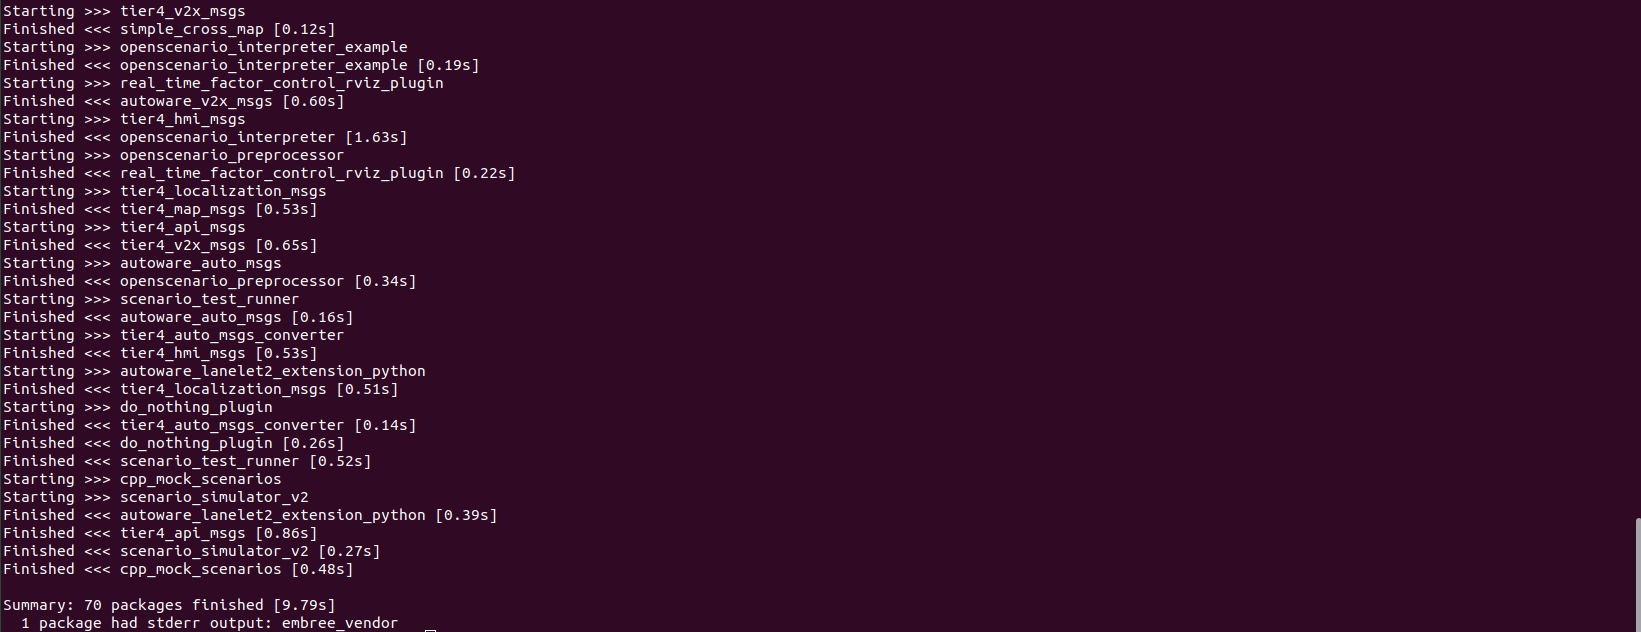 Starting >>> tier4_v2x_msgs
Finished <<< simple_cross_map [0.12s]
Starting >>> openscenario_interpreter_example
Finished <<< openscenario_interpreter_example [0.19s]
Starting >>> real_time_factor_control_rviz_plugin
Finished <<< autoware_v2x_msgs [0.60s]
Starting >>> tier4_hmi_msgs
Finished <<< openscenario_interpreter [1.63s]
Starting >>> openscenario_preprocessor
Finished <<< real_time_factor_control_rviz_plugin [0.22s]
Starting >>> tier4_localization_msgs
Finished <<< tier4_map_msgs [0.53s]
Starting >>> tier4_api_msgs
Finished <<< tier4_v2x_msgs [0.65s]
Starting >>> autoware_auto_msgs
Finished <<< openscenario_preprocessor [0.34s]
Starting >>> scenario_test_runner
Finished <<< autoware_auto_msgs [0.16s]
Starting >>> tier4_auto_msgs_converter
Finished <<< tier4_hmi_msgs [0.53s]
Starting >>> autoware_lanelet2_extension_python
Finished <<< tier4_localization_msgs [0.51s]
Starting >>> do_nothing_plugin
Finished <<< tier4_auto_msgs_converter [0.14s]
Finished <<< do_nothing_plugin [0.26s]
Finished <<< scenario_test_runner [0.52s]
Starting >>> cpp_mock_scenarios
Starting >>> scenario_simulator_v2
Finished <<< autoware_lanelet2_extension_python [0.39s]
Finished <<< tier4_api_msgs [0.86s]
Finished <<< scenario_simulator_v2 [0.27s]
Finished <<< cpp_mock_scenarios [0.48s]
Summary: 70 packages finished [9.79s]
1 package had stderr output: embree_vendor